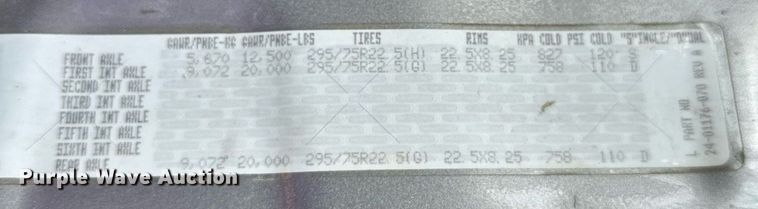 GAWR/PNBE-KG GAWR/PNBE-LBS TIRES RIMS KPA COLD PSI COLD "S"INGLE/"D"UAL
FRONT AXLE 5,670 12,500 295/75R22.5(H) 22.5X8.25 827 120 S
FIRST INT AXLE 9,072 20,000 295/75R22.5(G) 22.5X8.25 758 110 D
SECOND INT AXLE
THIRD INT AXLE
FOURTH INT AXLE
FIFTH INT AXLE
SIXTH INT AXLE
REAR AXLE 9,072 20,000 295/75R22.5(G) 22.5X8.25 758 110 D
PART NO
24-01176-070 REV A
Purple Wave Auction